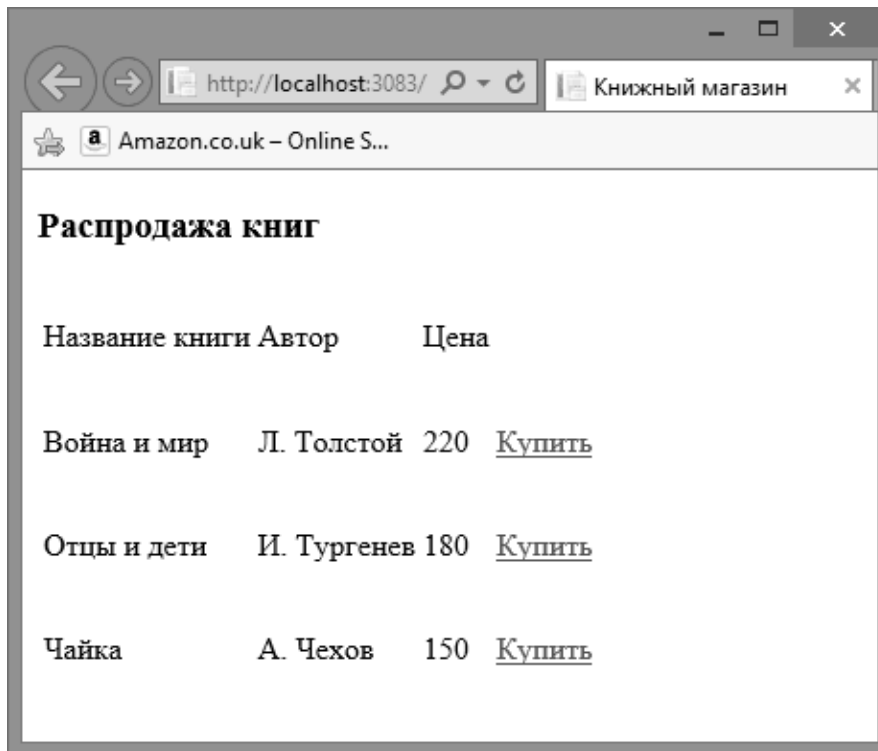 http://localhost:3083/ Книжный магазин
a Amazon.co.uk – Online S...
Распродажа книг
Название книги Автор Цена
Война и мир Л. Толстой 220 Купить
Отцы и дети И. Тургенев 180 Купить
Чайка А. Чехов 150 Купить